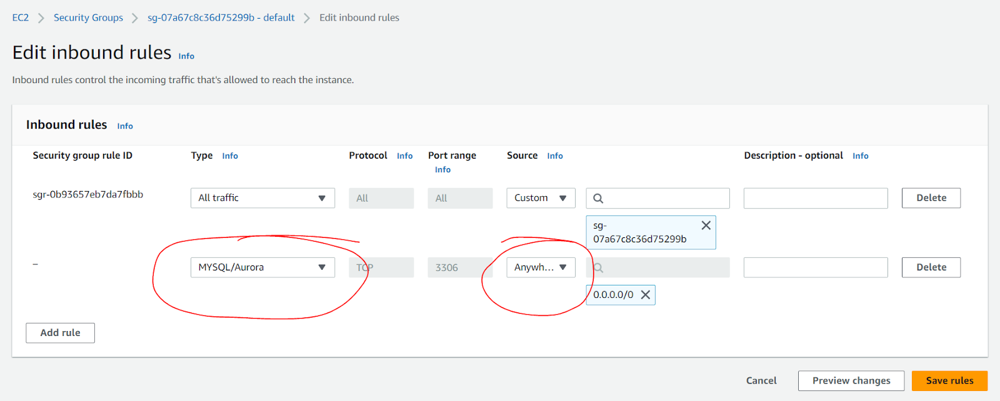 EC2 > Security Groups > sg-07a67c8c36d75299b - default > Edit inbound rules
Edit inbound rules Info
Inbound rules control the incoming traffic that's allowed to reach the instance.
Inbound rules Info
Security group rule ID Type Info Protocol Info Port range Info Source Info Description - optional Info
sgr-0b93657eb7da7fbbb All traffic All All Custom Delete
sg-
07a67c8c36d75299b
– MYSQL/Aurora TCP 3306 Anywh... Delete
0.0.0.0/0
Add rule
Cancel Preview changes Save rules